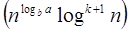 (n^{log_b a} log^{k+1} n)